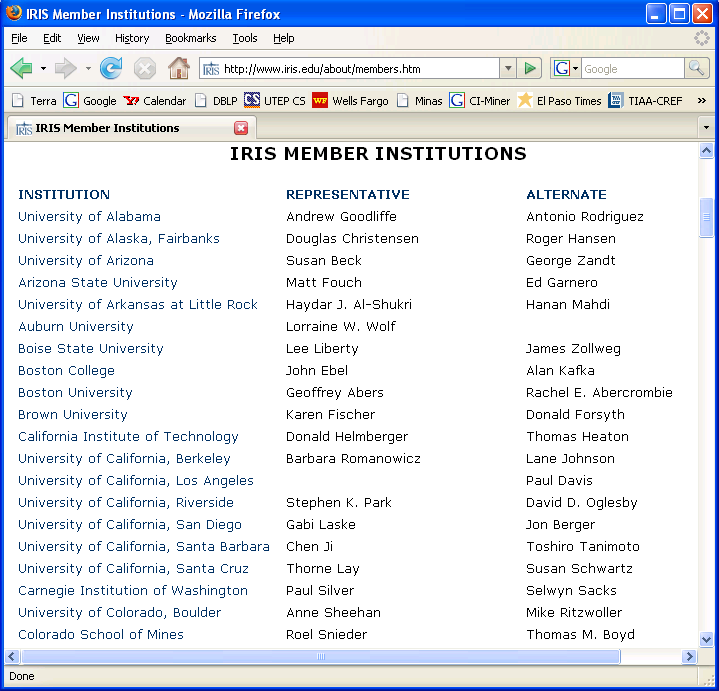 IRIS Member Institutions - Mozilla Firefox
File Edit View History Bookmarks Tools Help
IRIS http://www.iris.edu/about/members.htm G Google
Terra G Google Calendar DBLP CS UTEP CS WF Wells Fargo Minas G CI-Miner El Paso Times TIAA-CREF »
IRIS IRIS Member Institutions
IRIS MEMBER INSTITUTIONS
INSTITUTION REPRESENTATIVE ALTERNATE
University of Alabama Andrew Goodliffe Antonio Rodriguez
University of Alaska, Fairbanks Douglas Christensen Roger Hansen
University of Arizona Susan Beck George Zandt
Arizona State University Matt Fouch Ed Garnero
University of Arkansas at Little Rock Haydar J. Al-Shukri Hanan Mahdi
Auburn University Lorraine W. Wolf
Boise State University Lee Liberty James Zollweg
Boston College John Ebel Alan Kafka
Boston University Geoffrey Abers Rachel E. Abercrombie
Brown University Karen Fischer Donald Forsyth
California Institute of Technology Donald Helmberger Thomas Heaton
University of California, Berkeley Barbara Romanowicz Lane Johnson
University of California, Los Angeles Paul Davis
University of California, Riverside Stephen K. Park David D. Oglesby
University of California, San Diego Gabi Laske Jon Berger
University of California, Santa Barbara Chen Ji Toshiro Tanimoto
University of California, Santa Cruz Thorne Lay Susan Schwartz
Carnegie Institution of Washington Paul Silver Selwyn Sacks
University of Colorado, Boulder Anne Sheehan Mike Ritzwoller
Colorado School of Mines Roel Snieder Thomas M. Boyd
Done